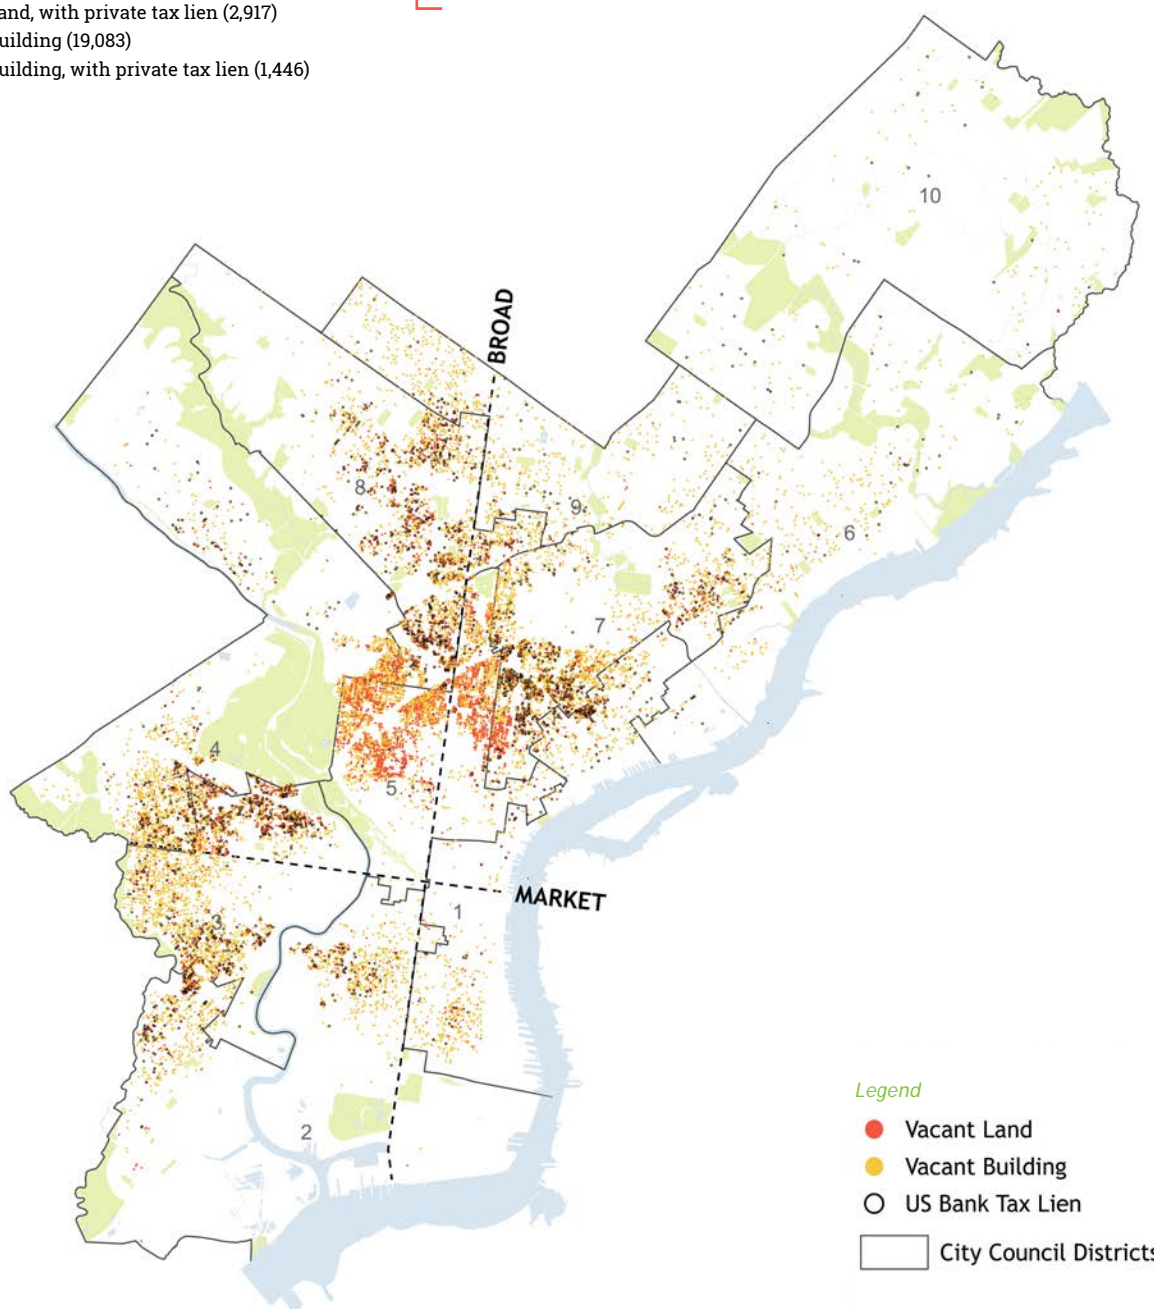 and, with private tax lien (2,917)
uilding (19,083)
uilding, with private tax lien (1,446)
10
BROAD
8
9
6
7
4
5
MARKET
1
3
2
Legend
Vacant Land
Vacant Building
US Bank Tax Lien
City Council Districts